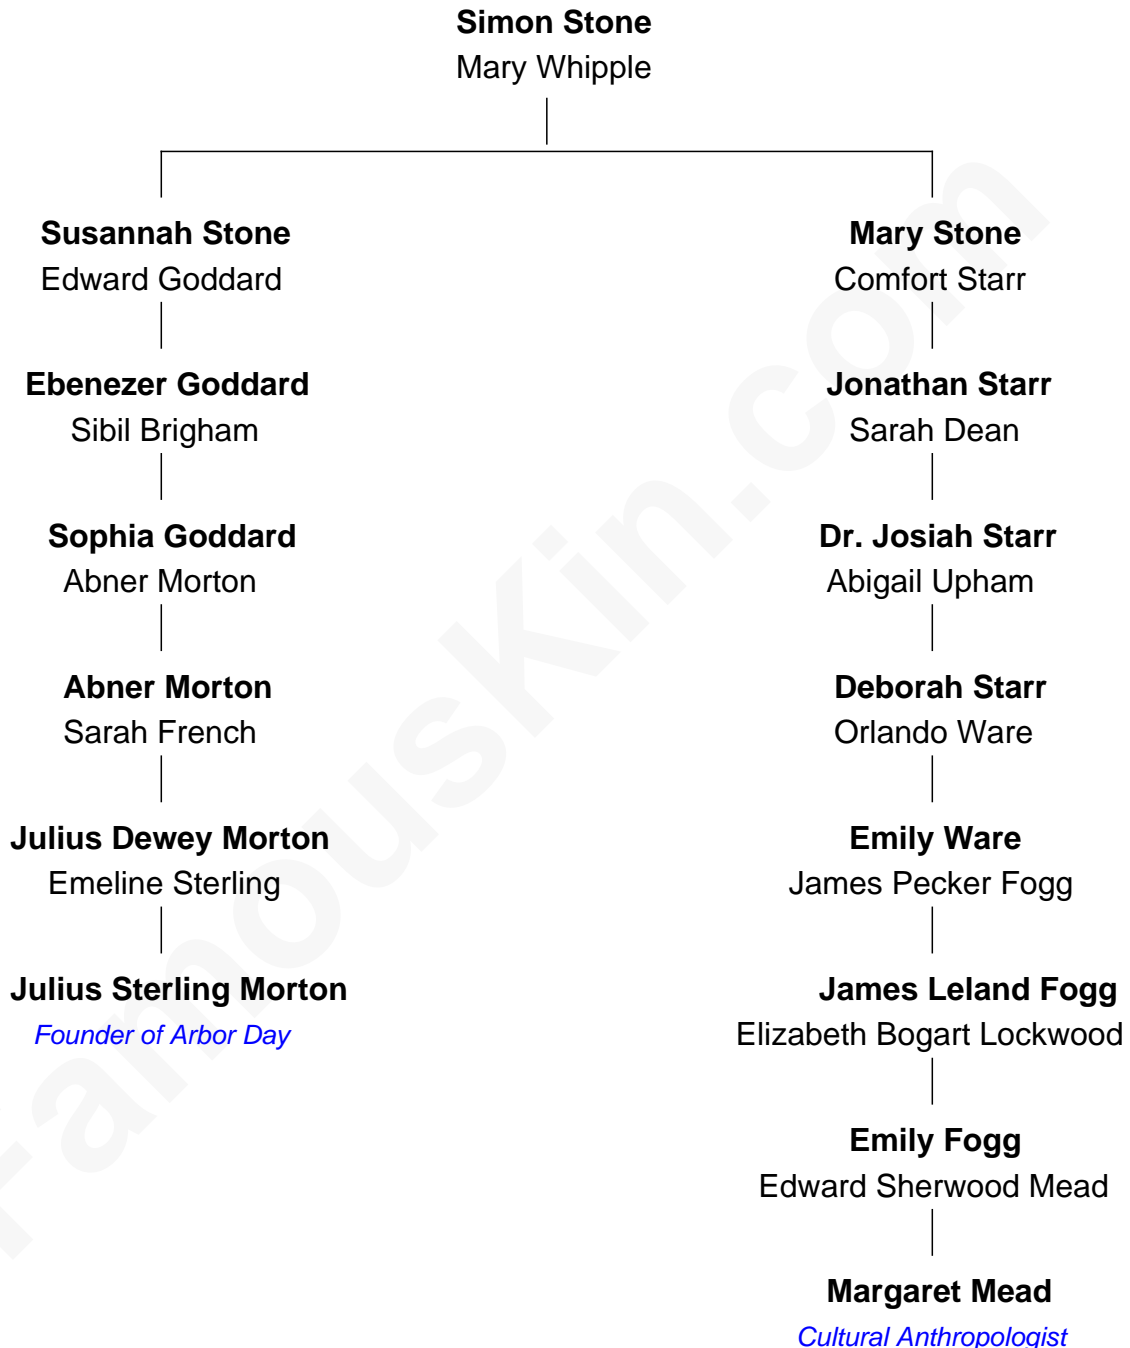 Simon Stone
Mary Whipple
Susannah Stone
Edward Goddard
Mary Stone
Comfort Starr
Ebenezer Goddard
Sibil Brigham
Jonathan Starr
Sarah Dean
Sophia Goddard
Abner Morton
Dr. Josiah Starr
Abigail Upham
Abner Morton
Sarah French
Deborah Starr
Orlando Ware
Julius Dewey Morton
Emeline Sterling
Emily Ware
James Pecker Fogg
Julius Sterling Morton
Founder of Arbor Day
James Leland Fogg
Elizabeth Bogart Lockwood
Emily Fogg
Edward Sherwood Mead
Margaret Mead
Cultural Anthropologist
FamousKin.com